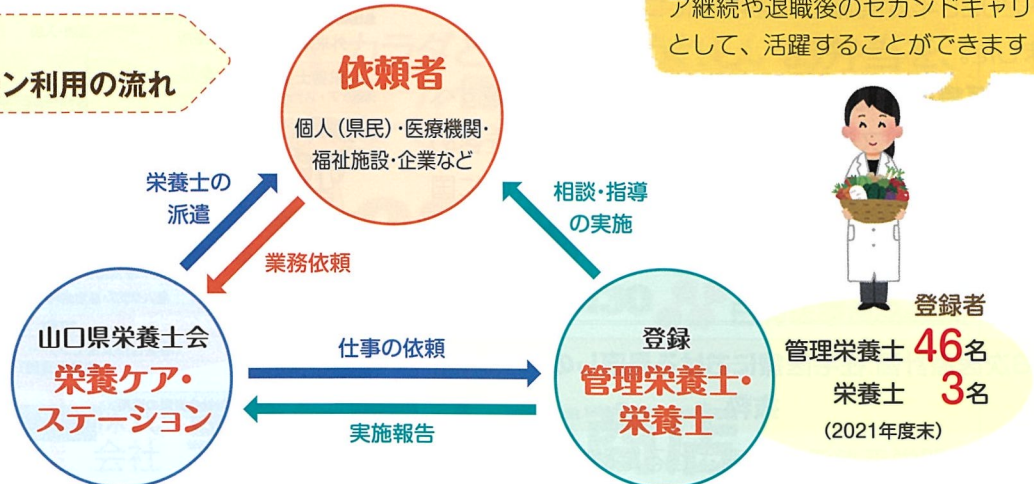 ン利用の流れ
ア継続や退職後のセカンドキャリ
として、活躍することができます
依頼者
個人(県民)・医療機関・
福祉施設・企業など
栄養士の
派遣
業務依頼
相談・指導
の実施
山口県栄養士会
栄養ケア・
ステーション
仕事の依頼
実施報告
登録
管理栄養士・
栄養士
登録者
管理栄養士 46名
栄養士 3名
(2021年度末)